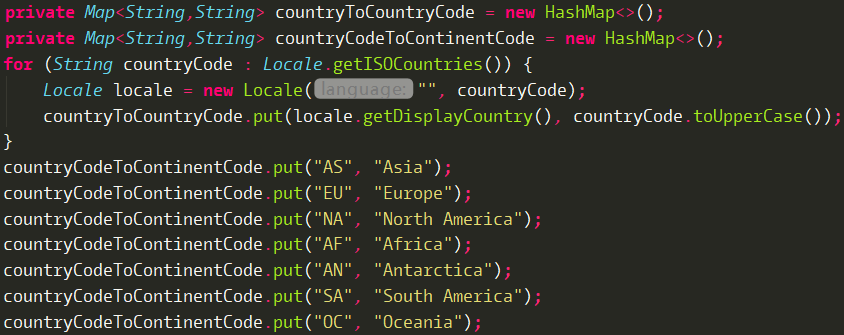 private Map<String,String> countryToCountryCode = new HashMap<>();
private Map<String,String> countryCodeToContinentCode = new HashMap<>();
for (String countryCode : Locale.getISOCountries()) {
    Locale locale = new Locale( language: "", countryCode);
    countryToCountryCode.put(locale.getDisplayCountry(), countryCode.toUpperCase());
}
countryCodeToContinentCode.put("AS", "Asia");
countryCodeToContinentCode.put("EU", "Europe");
countryCodeToContinentCode.put("NA", "North America");
countryCodeToContinentCode.put("AF", "Africa");
countryCodeToContinentCode.put("AN", "Antarctica");
countryCodeToContinentCode.put("SA", "South America");
countryCodeToContinentCode.put("OC", "Oceania");